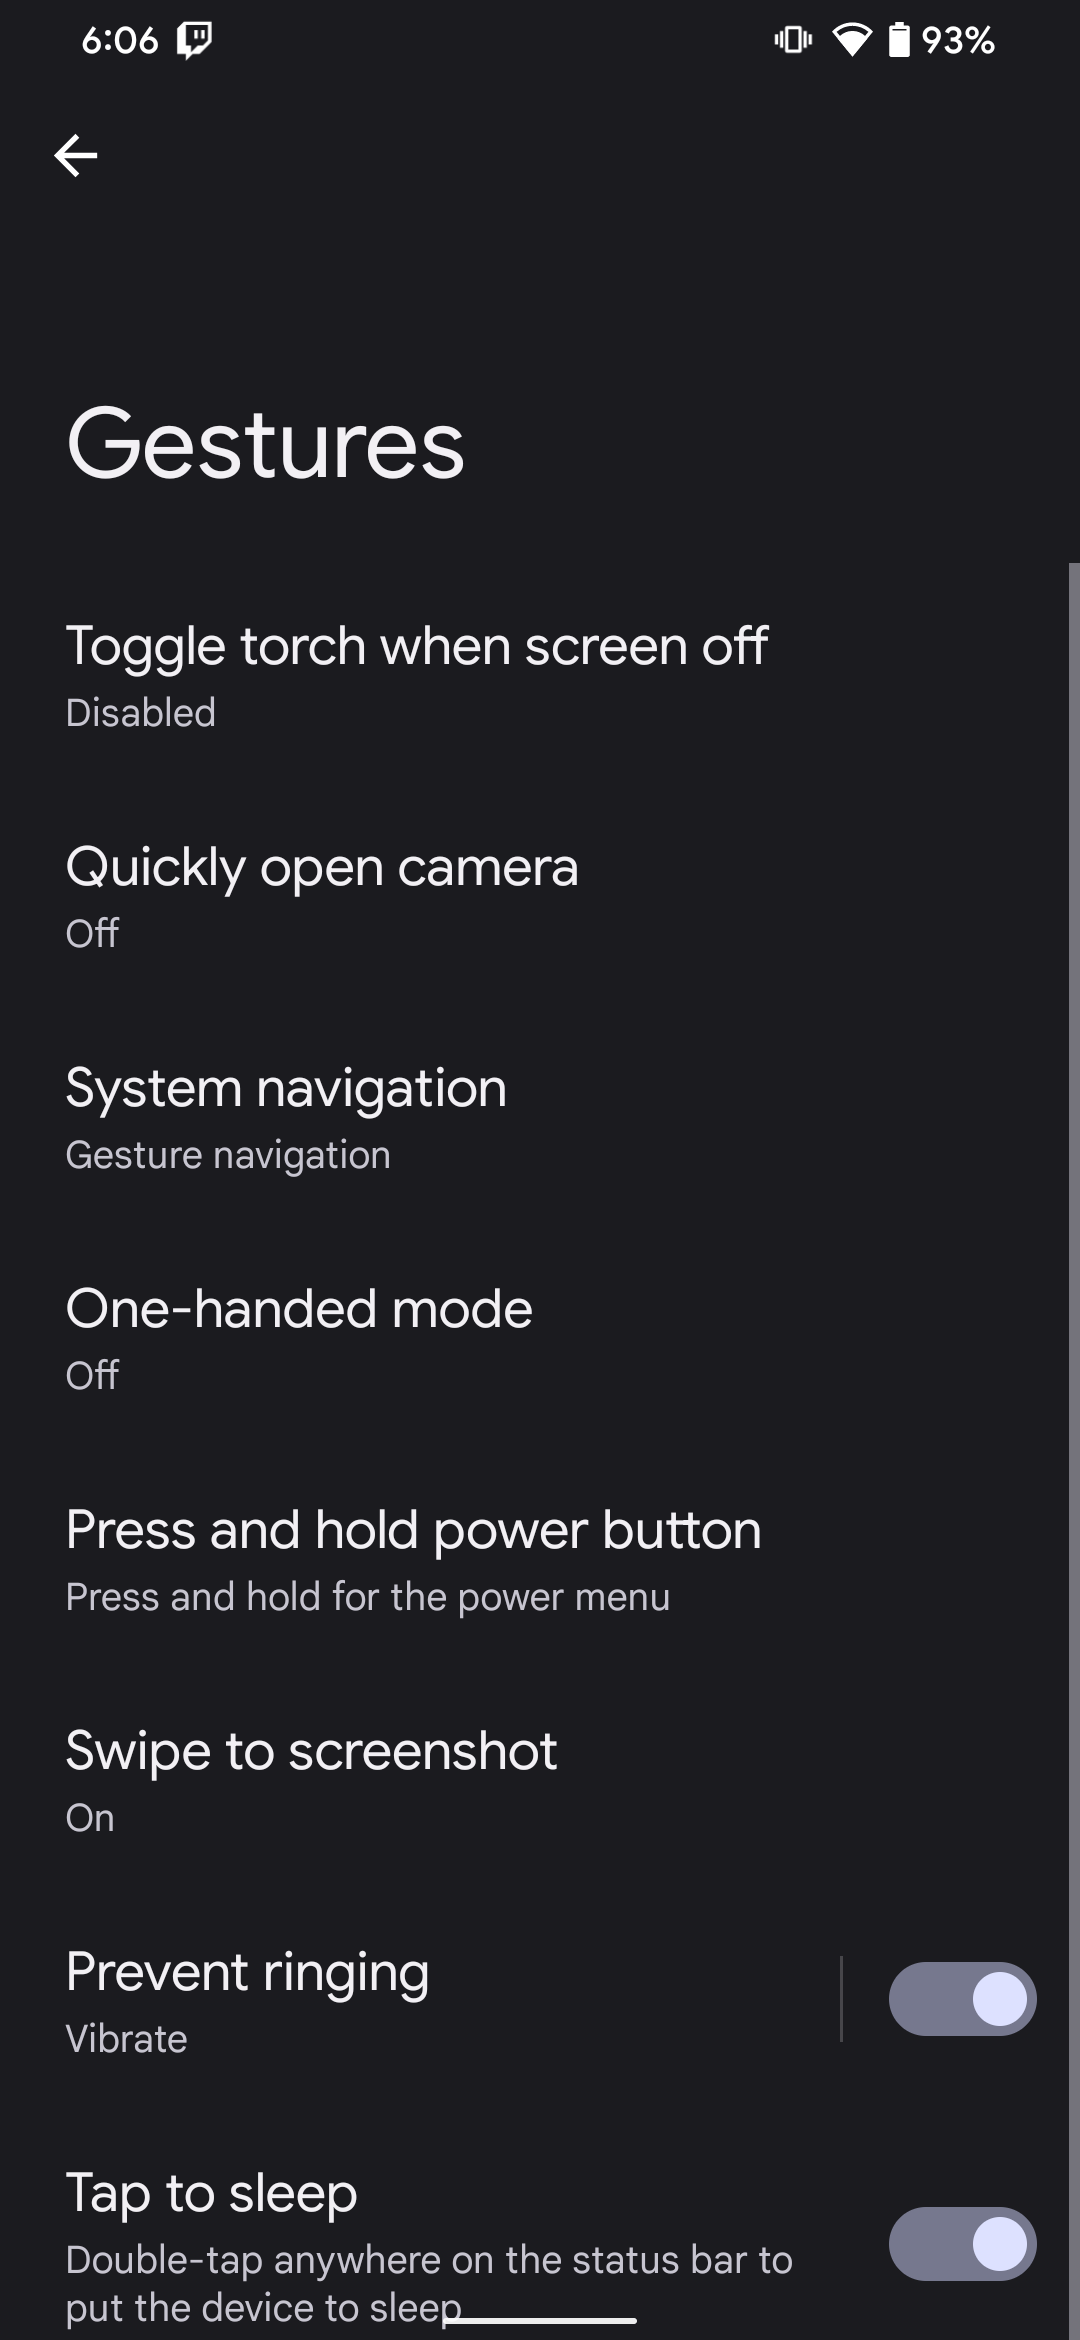 6:06 93%
Gestures
Toggle torch when screen off
Disabled
Quickly open camera
Off
System navigation
Gesture navigation
One-handed mode
Off
Press and hold power button
Press and hold for the power menu
Swipe to screenshot
On
Prevent ringing
Vibrate
Tap to sleep
Double-tap anywhere on the status bar to
put the device to sleep